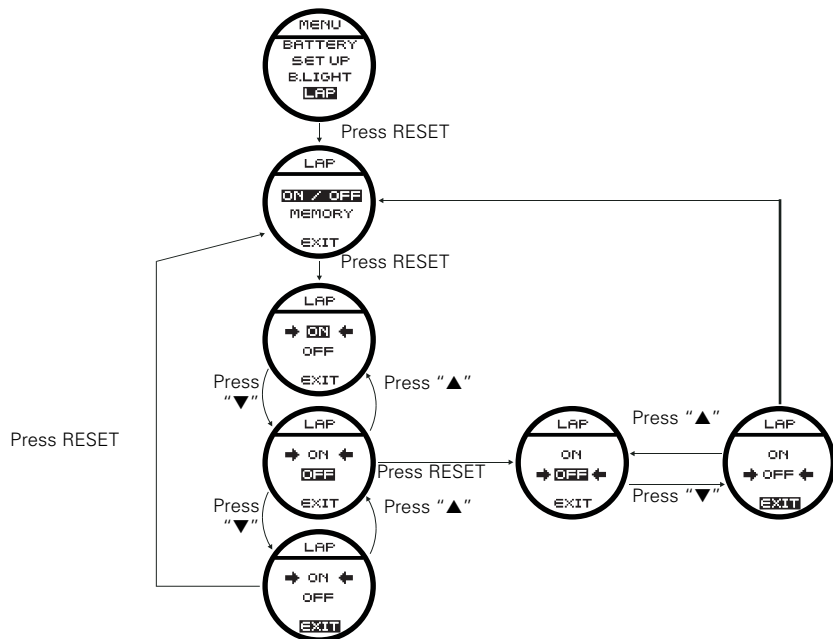 MENU
BATTERY
SET UP
B.LIGHT
LAP
Press RESET
LAP
ON / OFF
MEMORY
EXIT
Press RESET
LAP
➡ ON ⬅
OFF
EXIT
Press
“▼”
Press “▲”
LAP
➡ ON ⬅
OFF
EXIT
Press RESET
Press
“▼”
Press “▲”
LAP
➡ ON ⬅
OFF
EXIT
Press RESET
LAP
ON
➡ OFF ⬅
EXIT
Press “▲”
Press “▼”
LAP
ON
➡ OFF ⬅
EXIT